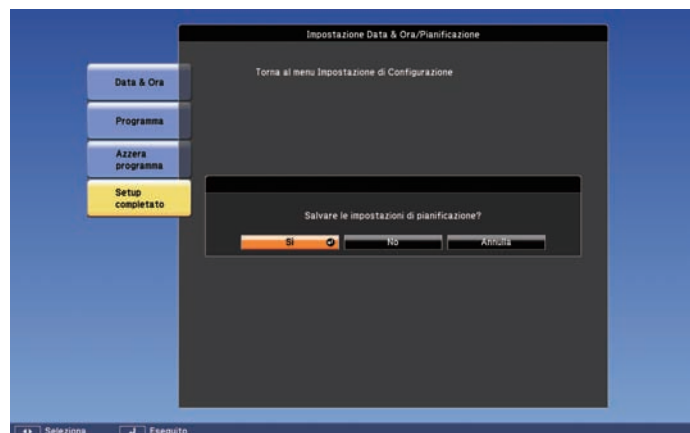 Impostazione Data & Ora/Pianificazione
Torna al menu Impostazione di Configurazione
Data & Ora
Programma
Azzera
programma
Setup
completato
Salvare le impostazioni di pianificazione?
Sì No Annulla
Seleziona Eseguito